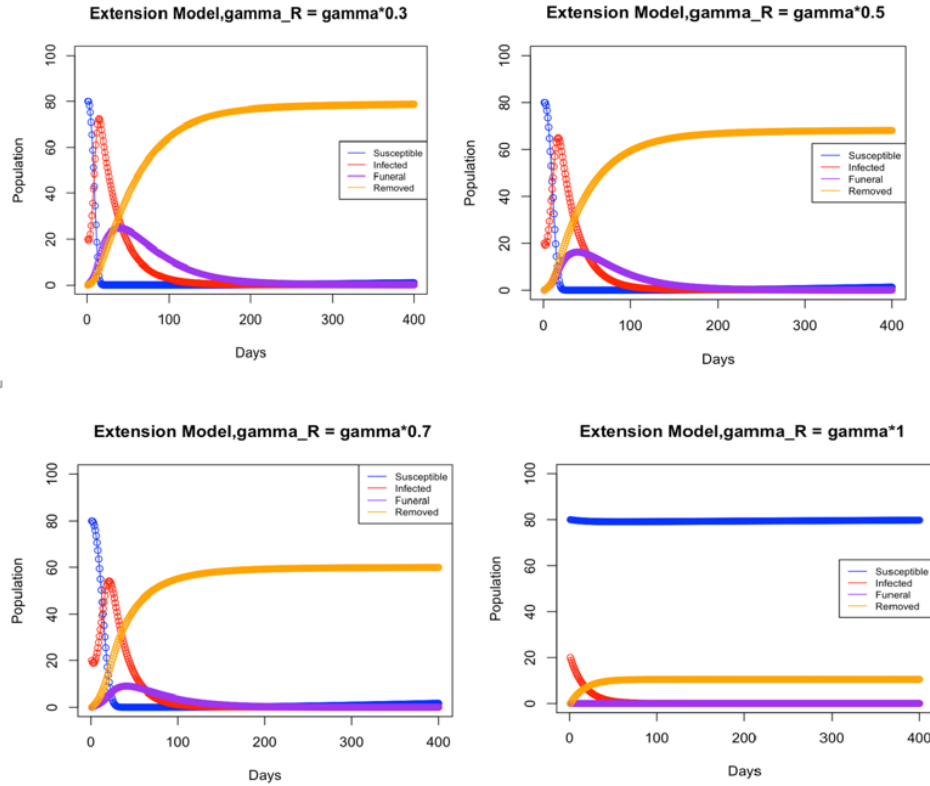 Extension Model,gamma_R = gamma*0.3
100
80
60
40
20
0
Population
Susceptible
Infected
Funeral
Removed
0
100
200
300
400
Days
Extension Model,gamma_R = gamma*0.5
100
80
60
40
20
0
Population
Susceptible
Infected
Funeral
Removed
0
100
200
300
400
Days
Extension Model,gamma_R = gamma*0.7
100
80
60
40
20
0
Population
Susceptible
Infected
Funeral
Removed
0
100
200
300
400
Days
Extension Model,gamma_R = gamma*1
100
80
60
40
20
0
Population
Susceptible
Infected
Funeral
Removed
0
100
200
300
400
Days